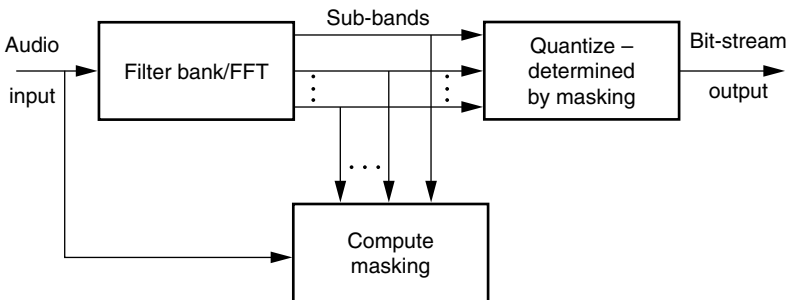 Sub-bands
Audio
input
Filter bank/FFT
Quantize –
determined
by masking
Bit-stream
output
Compute
masking